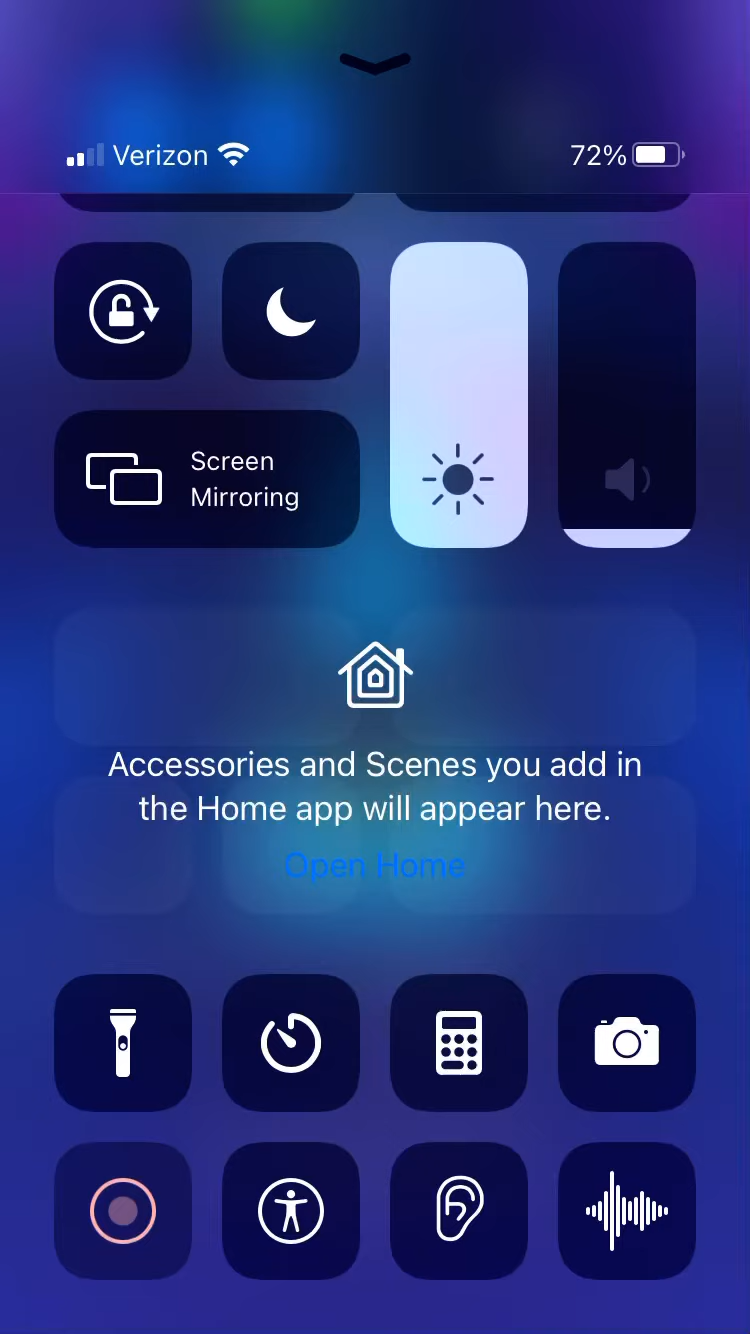 Verizon 72%
Screen
Mirroring
Accessories and Scenes you add in
the Home app will appear here.
Open Home